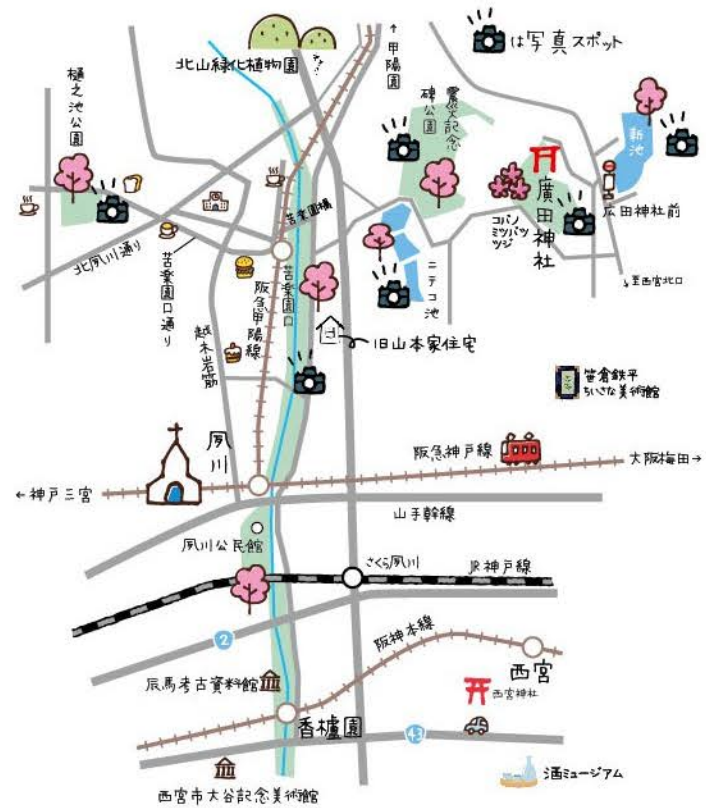 は写真スポット
↑甲陽園
北山緑化植物園
樋之池公園
震災記念
碑公園
新池
廣田神社
広田神社前
コバノ
ミツバツ
ツジ
苦楽園橋
北夙川通り
苦楽園口通り
苦楽園口
ニテコ池
↓至西宮北口
阪急甲陽線
越木岩筋
旧山本家住宅
笹倉鉄平
ちいさな美術館
夙川
阪急神戸線
大阪梅田→
←神戸三宮
山手幹線
夙川公民館
さくら夙川
JR神戸線
2
阪神本線
西宮
辰馬考古資料館
西宮神社
香櫨園
43
酒ミュージアム
西宮市大谷記念美術館